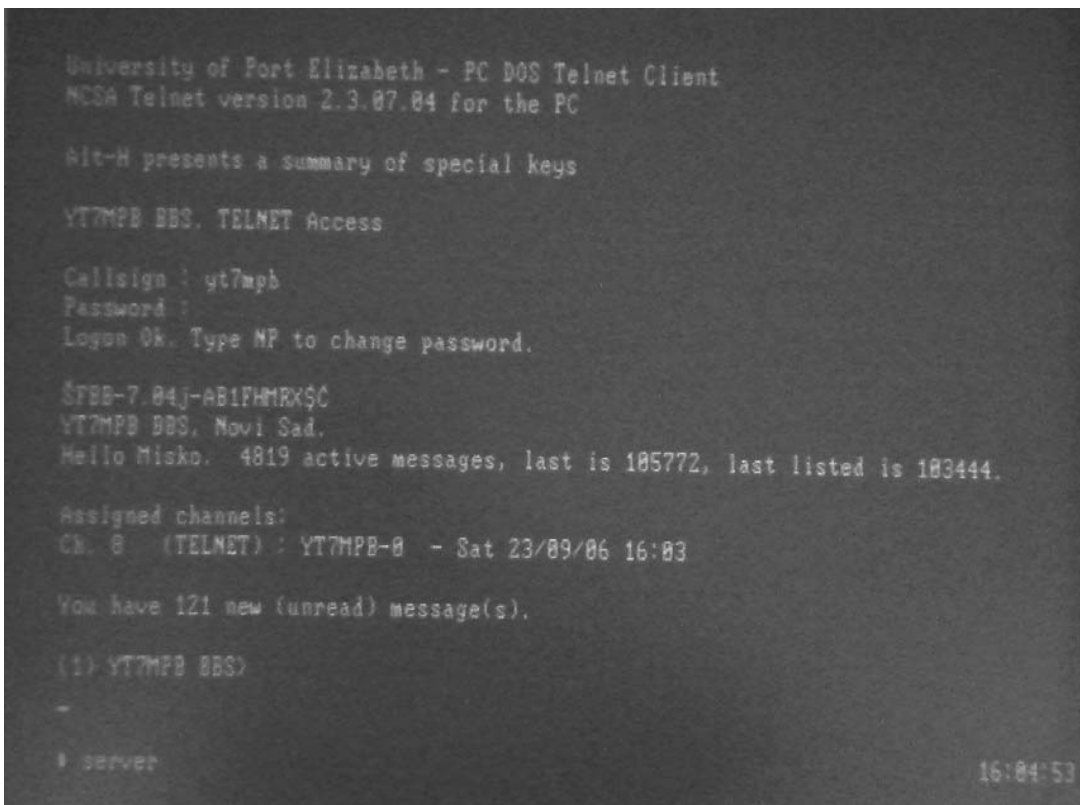 University of Port Elizabeth - PC DOS Telnet Client
NCSA Telnet version 2.3.07.04 for the PC
Alt-H presents a summary of special keys
YT7MPB BBS. TELNET Access
Callsign : yt7mpb
Password :
Logon Ok. Type NP to change password.
ŠFBB-7.04j-AB1FHMRX$Ć
YT7MPB BBS, Novi Sad.
Hello Misko. 4819 active messages, last is 105772, last listed is 103444.
Assigned channels:
Ch. 8 (TELNET) : YT7MPB-0 - Sat 23/09/06 16:03
You have 121 new (unread) message(s).
(1) YT7MPB BBS>
server
16:04:53